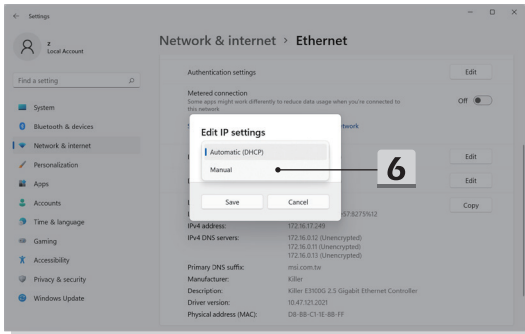 Settings
z
Local Account
Find a setting
System
Bluetooth & devices
Network & internet
Personalization
Apps
Accounts
Time & language
Gaming
Accessibility
Privacy & security
Windows Update
Network & internet > Ethernet
Authentication settings
Edit
Metered connection
Some apps might work differently to reduce data usage when you're connected to
this network
Off
Edit IP settings
Automatic (DHCP)
Manual
6
Save
Cancel
Edit
Edit
Copy
IPv4 address: 172.16.17.249
IPv4 DNS servers: 172.16.0.12 (Unencrypted)
172.16.0.11 (Unencrypted)
172.16.0.13 (Unencrypted)
Primary DNS suffix: msi.com.tw
Manufacturer: Killer
Description: Killer E3100G 2.5 Gigabit Ethernet Controller
Driver version: 10.47.121.2021
Physical address (MAC): D8-BB-C1-1E-8B-FF